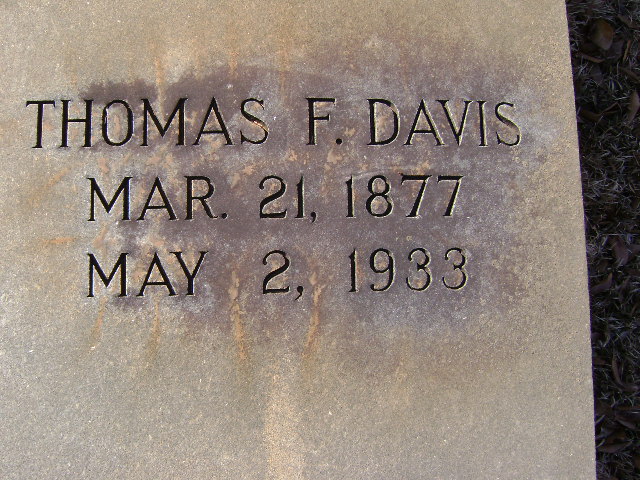 THOMAS F. DAVIS
MAR. 21, 1877
MAY 2, 1933